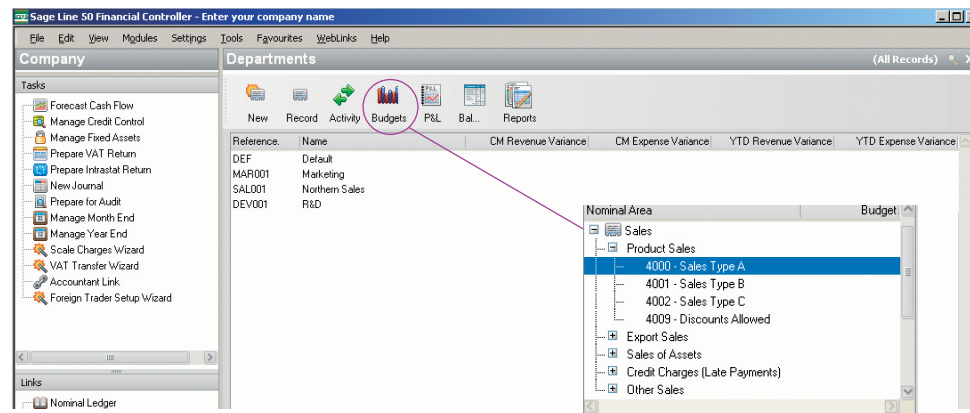 Sage Line 50 Financial Controller - Enter your company name
File Edit View Modules Settings Tools Favourites WebLinks Help
Company
Departments
(All Records)
Tasks
Forecast Cash Flow
Manage Credit Control
Manage Fixed Assets
Prepare VAT Return
Prepare Intrastat Return
New Journal
Prepare for Audit
Manage Month End
Manage Year End
Scale Charges Wizard
VAT Transfer Wizard
Accountant Link
Foreign Trader Setup Wizard
Links
Nominal Ledger
New Record Activity Budgets P&L Bal... Reports
Reference. Name CM Revenue Variance CM Expense Variance YTD Revenue Variance YTD Expense Variance
DEF Default
MAR001 Marketing
SAL001 Northern Sales
DEV001 R&D
Nominal Area Budget
Sales
Product Sales
4000 - Sales Type A
4001 - Sales Type B
4002 - Sales Type C
4009 - Discounts Allowed
Export Sales
Sales of Assets
Credit Charges (Late Payments)
Other Sales